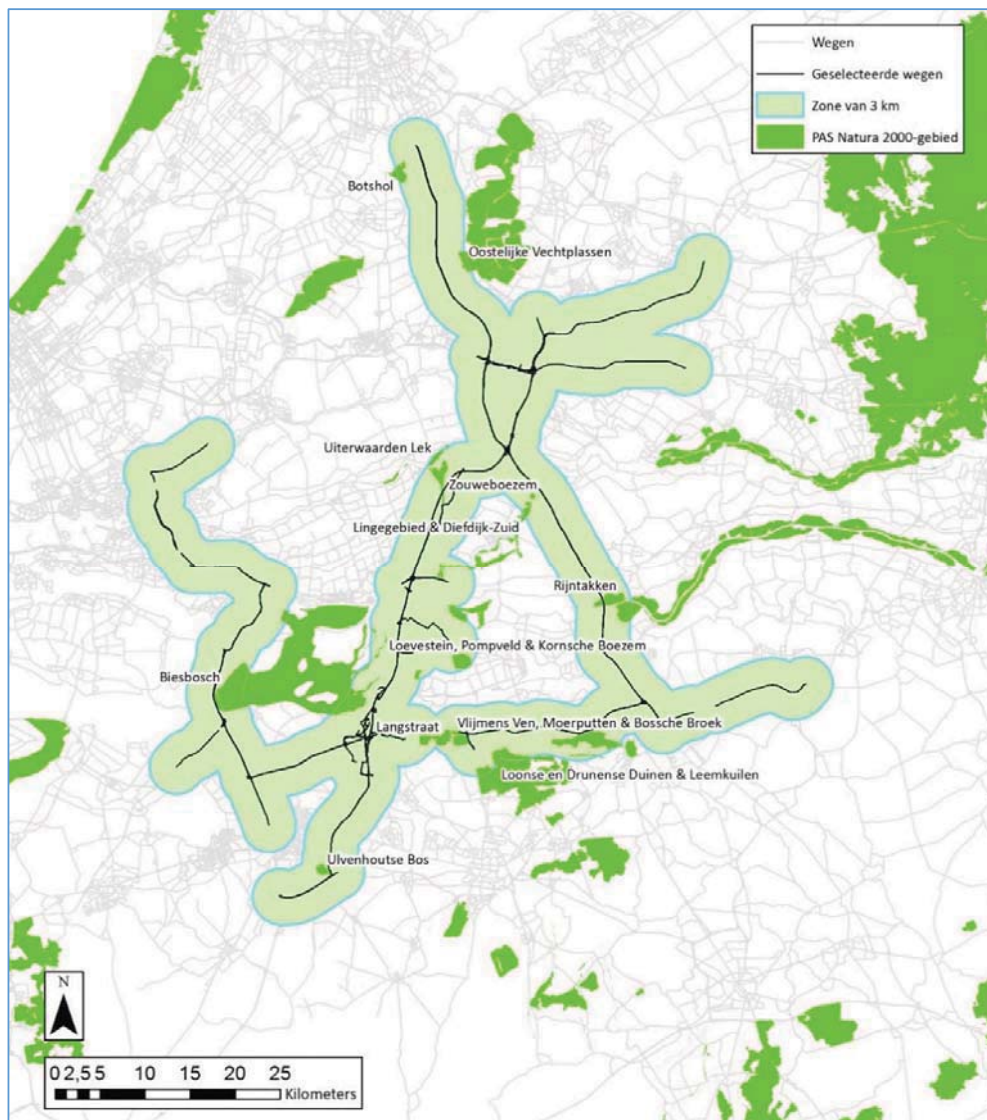 Wegen
Geselecteerde wegen
Zone van 3 km
PAS Natura 2000-gebied
Botshol
Oostelijke Vechtplassen
Uiterwaarden Lek
Zouweboezem
Lingegebied & Diefdijk-Zuid
Rijntakken
Loevestein, Pompveld & Kornsche Boezem
Biesbosch
Langstraat
Vlijmens Ven, Moerputten & Bossche Broek
Loonse en Drunense Duinen & Leemkuilen
Ulvenhoutse Bos
N
0 2,5 5 10 15 20 25
Kilometers